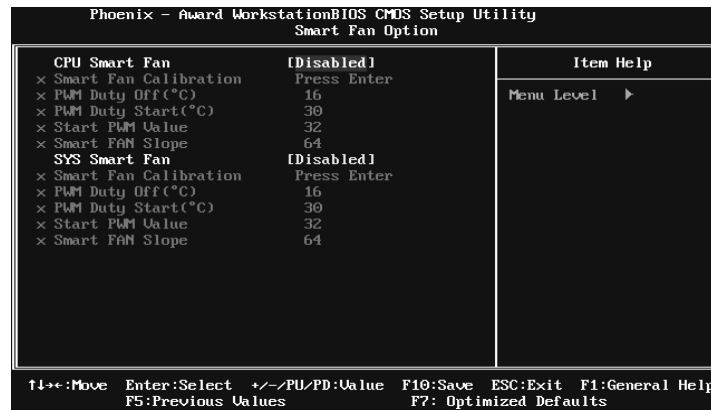 Phoenix - Award WorkstationBIOS CMOS Setup Utility
Smart Fan Option
CPU Smart Fan [Disabled]
x Smart Fan Calibration Press Enter
x PWM Duty Off(°C) 16
x PWM Duty Start(°C) 30
x Start PWM Value 32
x Smart FAN Slope 64
SYS Smart Fan [Disabled]
x Smart Fan Calibration Press Enter
x PWM Duty Off(°C) 16
x PWM Duty Start(°C) 30
x Start PWM Value 32
x Smart FAN Slope 64
Item Help
Menu Level ▶
↑↓→←:Move Enter:Select +/-/PU/PD:Value F10:Save ESC:Exit F1:General Help
F5:Previous Values F7: Optimized Defaults